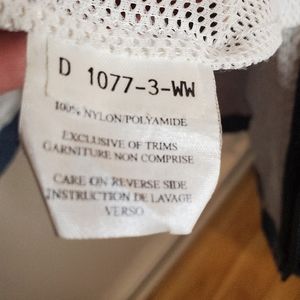 D 1077-3-WW
100% NYLON/POLYAMIDE
EXCLUSIVE OF TRIMS
GARNITURE NON COMPRISE
CARE ON REVERSE SIDE
INSTRUCTION DE LAVAGE
VERSO